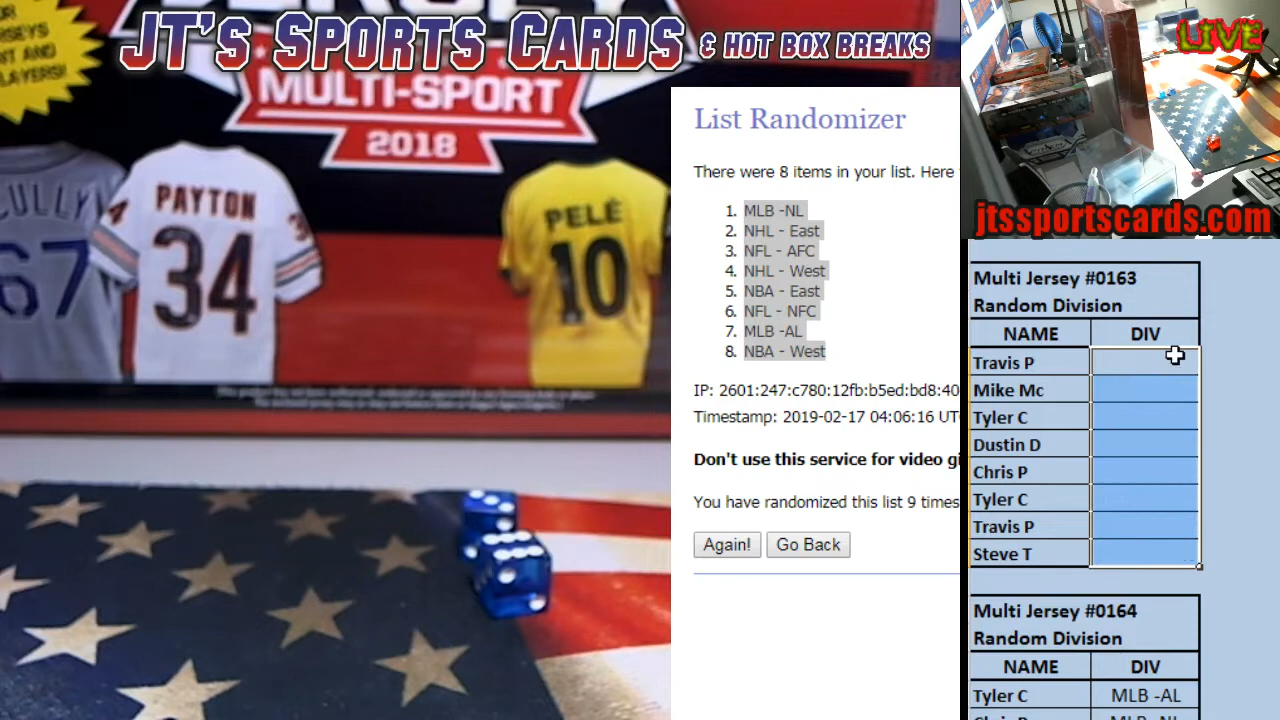 JT's Sports Cards & Hot Box Breaks
MULTI-SPORT
2018
67
PAYTON
34
PELÉ
10
List Randomizer
There were 8 items in your list. Here
1. MLB -NL
2. NHL - East
3. NFL - AFC
4. NHL - West
5. NBA - East
6. NFL - NFC
7. MLB -AL
8. NBA - West
IP: 2601:247:c780:12fb:b5ed:bd8:40
Timestamp: 2019-02-17 04:06:16 UT
Don't use this service for video gi
You have randomized this list 9 times
Again! Go Back
LIVE
jtssportscards.com
Multi Jersey #0163
Random Division
NAME DIV
Travis P
Mike Mc
Tyler C
Dustin D
Chris P
Tyler C
Travis P
Steve T
Multi Jersey #0164
Random Division
NAME DIV
Tyler C MLB -AL